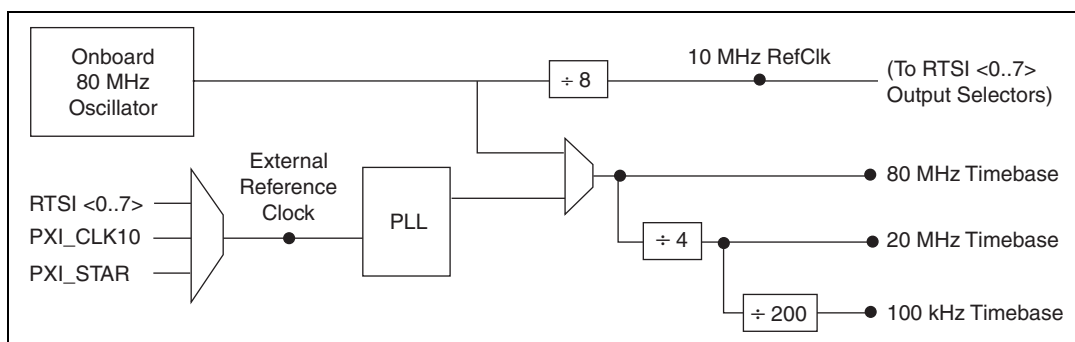 Onboard
80 MHz
Oscillator
÷ 8
10 MHz RefClk
(To RTSI <0..7>
Output Selectors)
RTSI <0..7>
PXI_CLK10
PXI_STAR
External
Reference
Clock
PLL
80 MHz Timebase
÷ 4
20 MHz Timebase
÷ 200
100 kHz Timebase